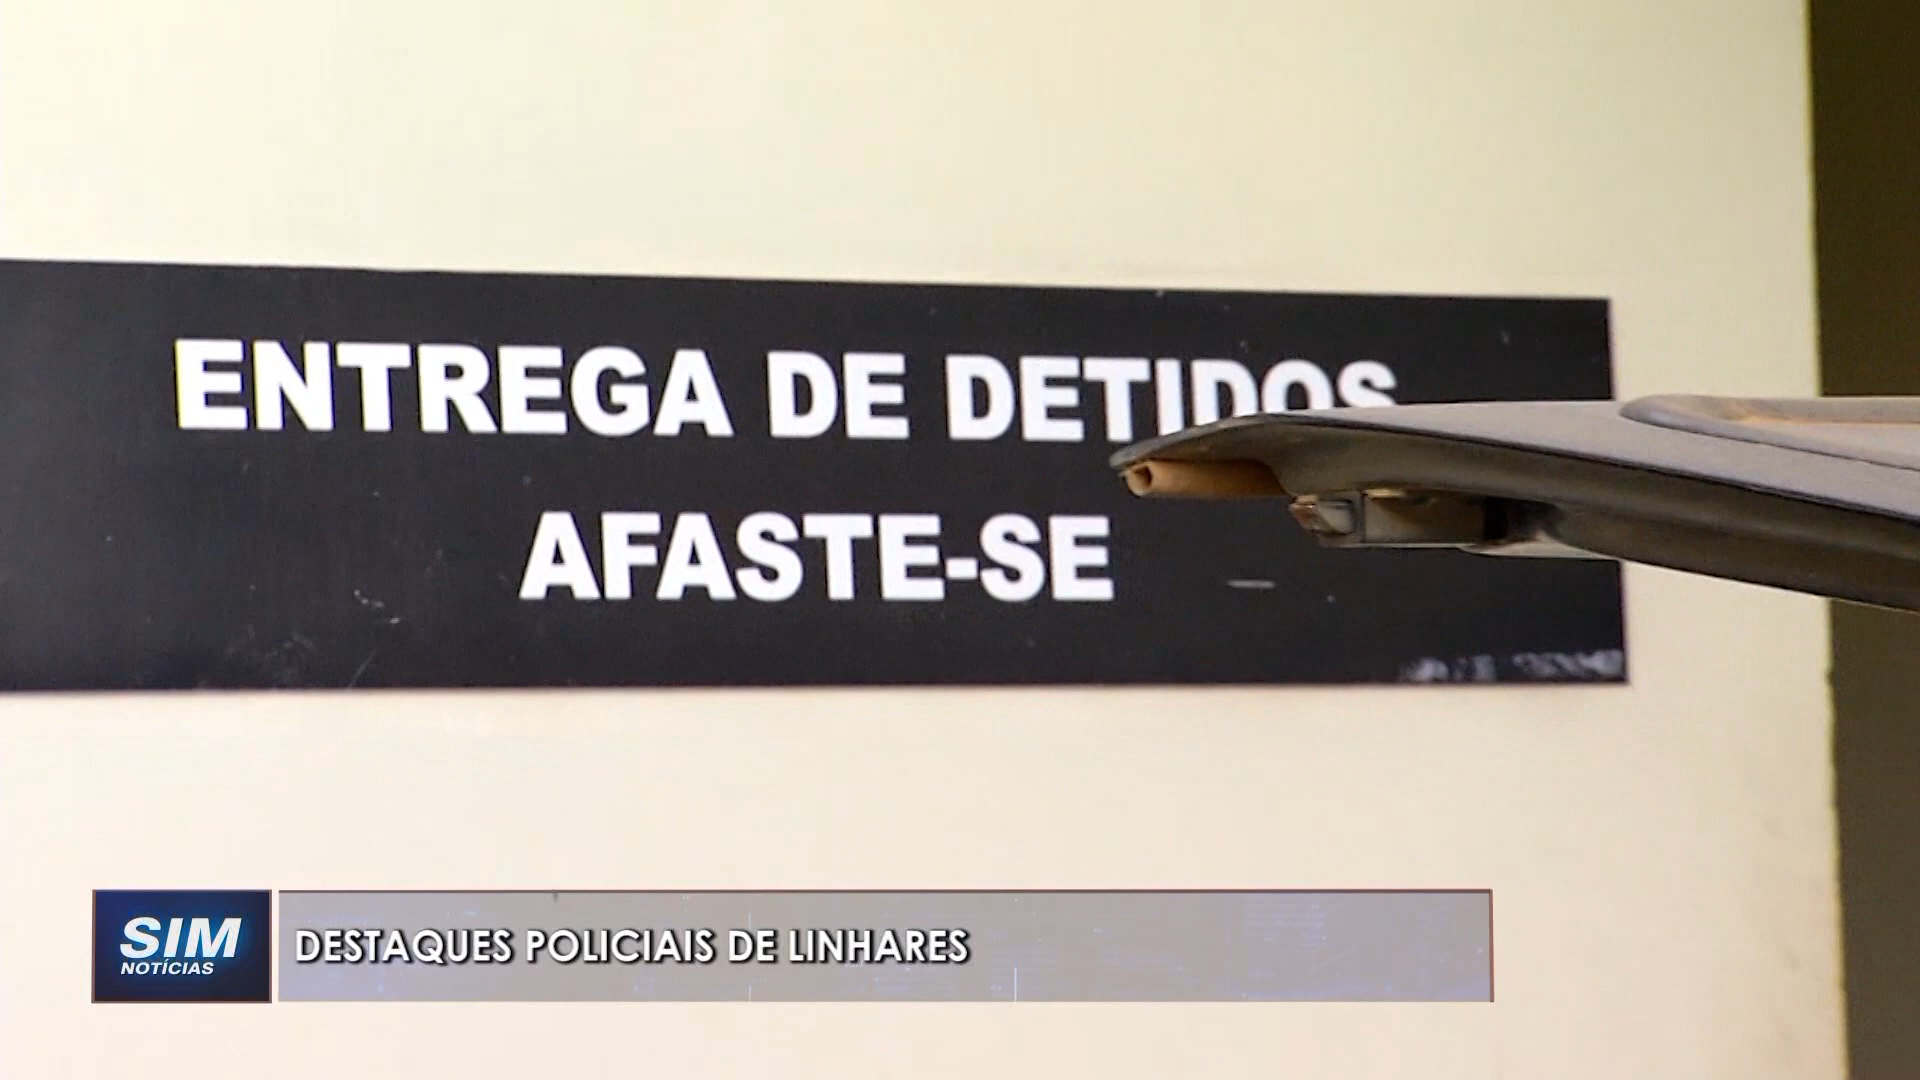 ENTREGA DE DETIDOS
AFASTE-SE
SIM
NOTÍCIAS
DESTAQUES POLICIAIS DE LINHARES